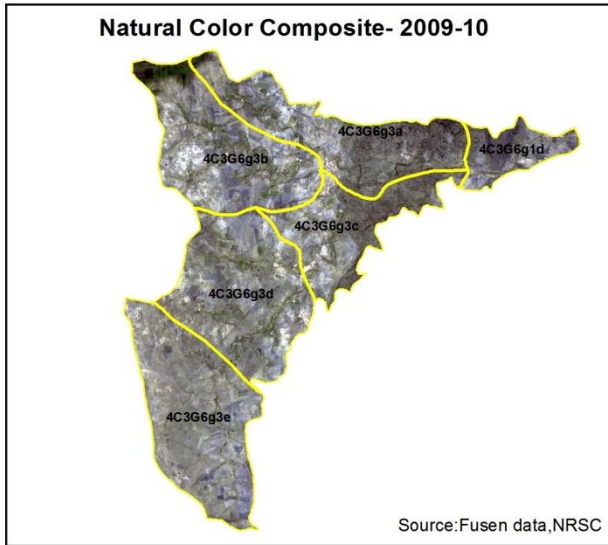 Natural Color Composite- 2009-10
4C3G6g3a
4C3G6g1d
4C3G6g3b
4C3G6g3c
4C3G6g3d
4C3G6g3e
Source:Fusen data,NRSC